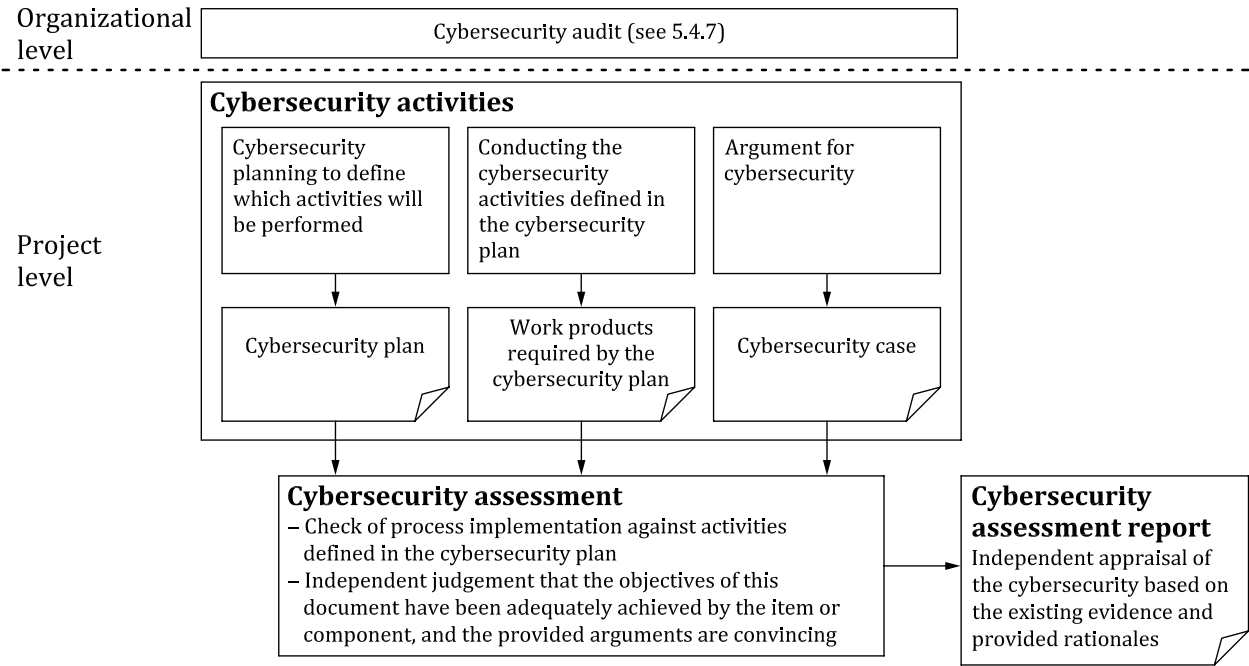 Organizational
level
Cybersecurity audit (see 5.4.7)
Project
level
Cybersecurity activities
Cybersecurity
planning to define
which activities will
be performed
Conducting the
cybersecurity
activities defined in
the cybersecurity
plan
Argument for
cybersecurity
Cybersecurity plan
Work products
required by the
cybersecurity plan
Cybersecurity case
Cybersecurity assessment
– Check of process implementation against activities
defined in the cybersecurity plan
– Independent judgement that the objectives of this
document have been adequately achieved by the item or
component, and the provided arguments are convincing
Cybersecurity
assessment report
Independent appraisal of
the cybersecurity based on
the existing evidence and
provided rationales